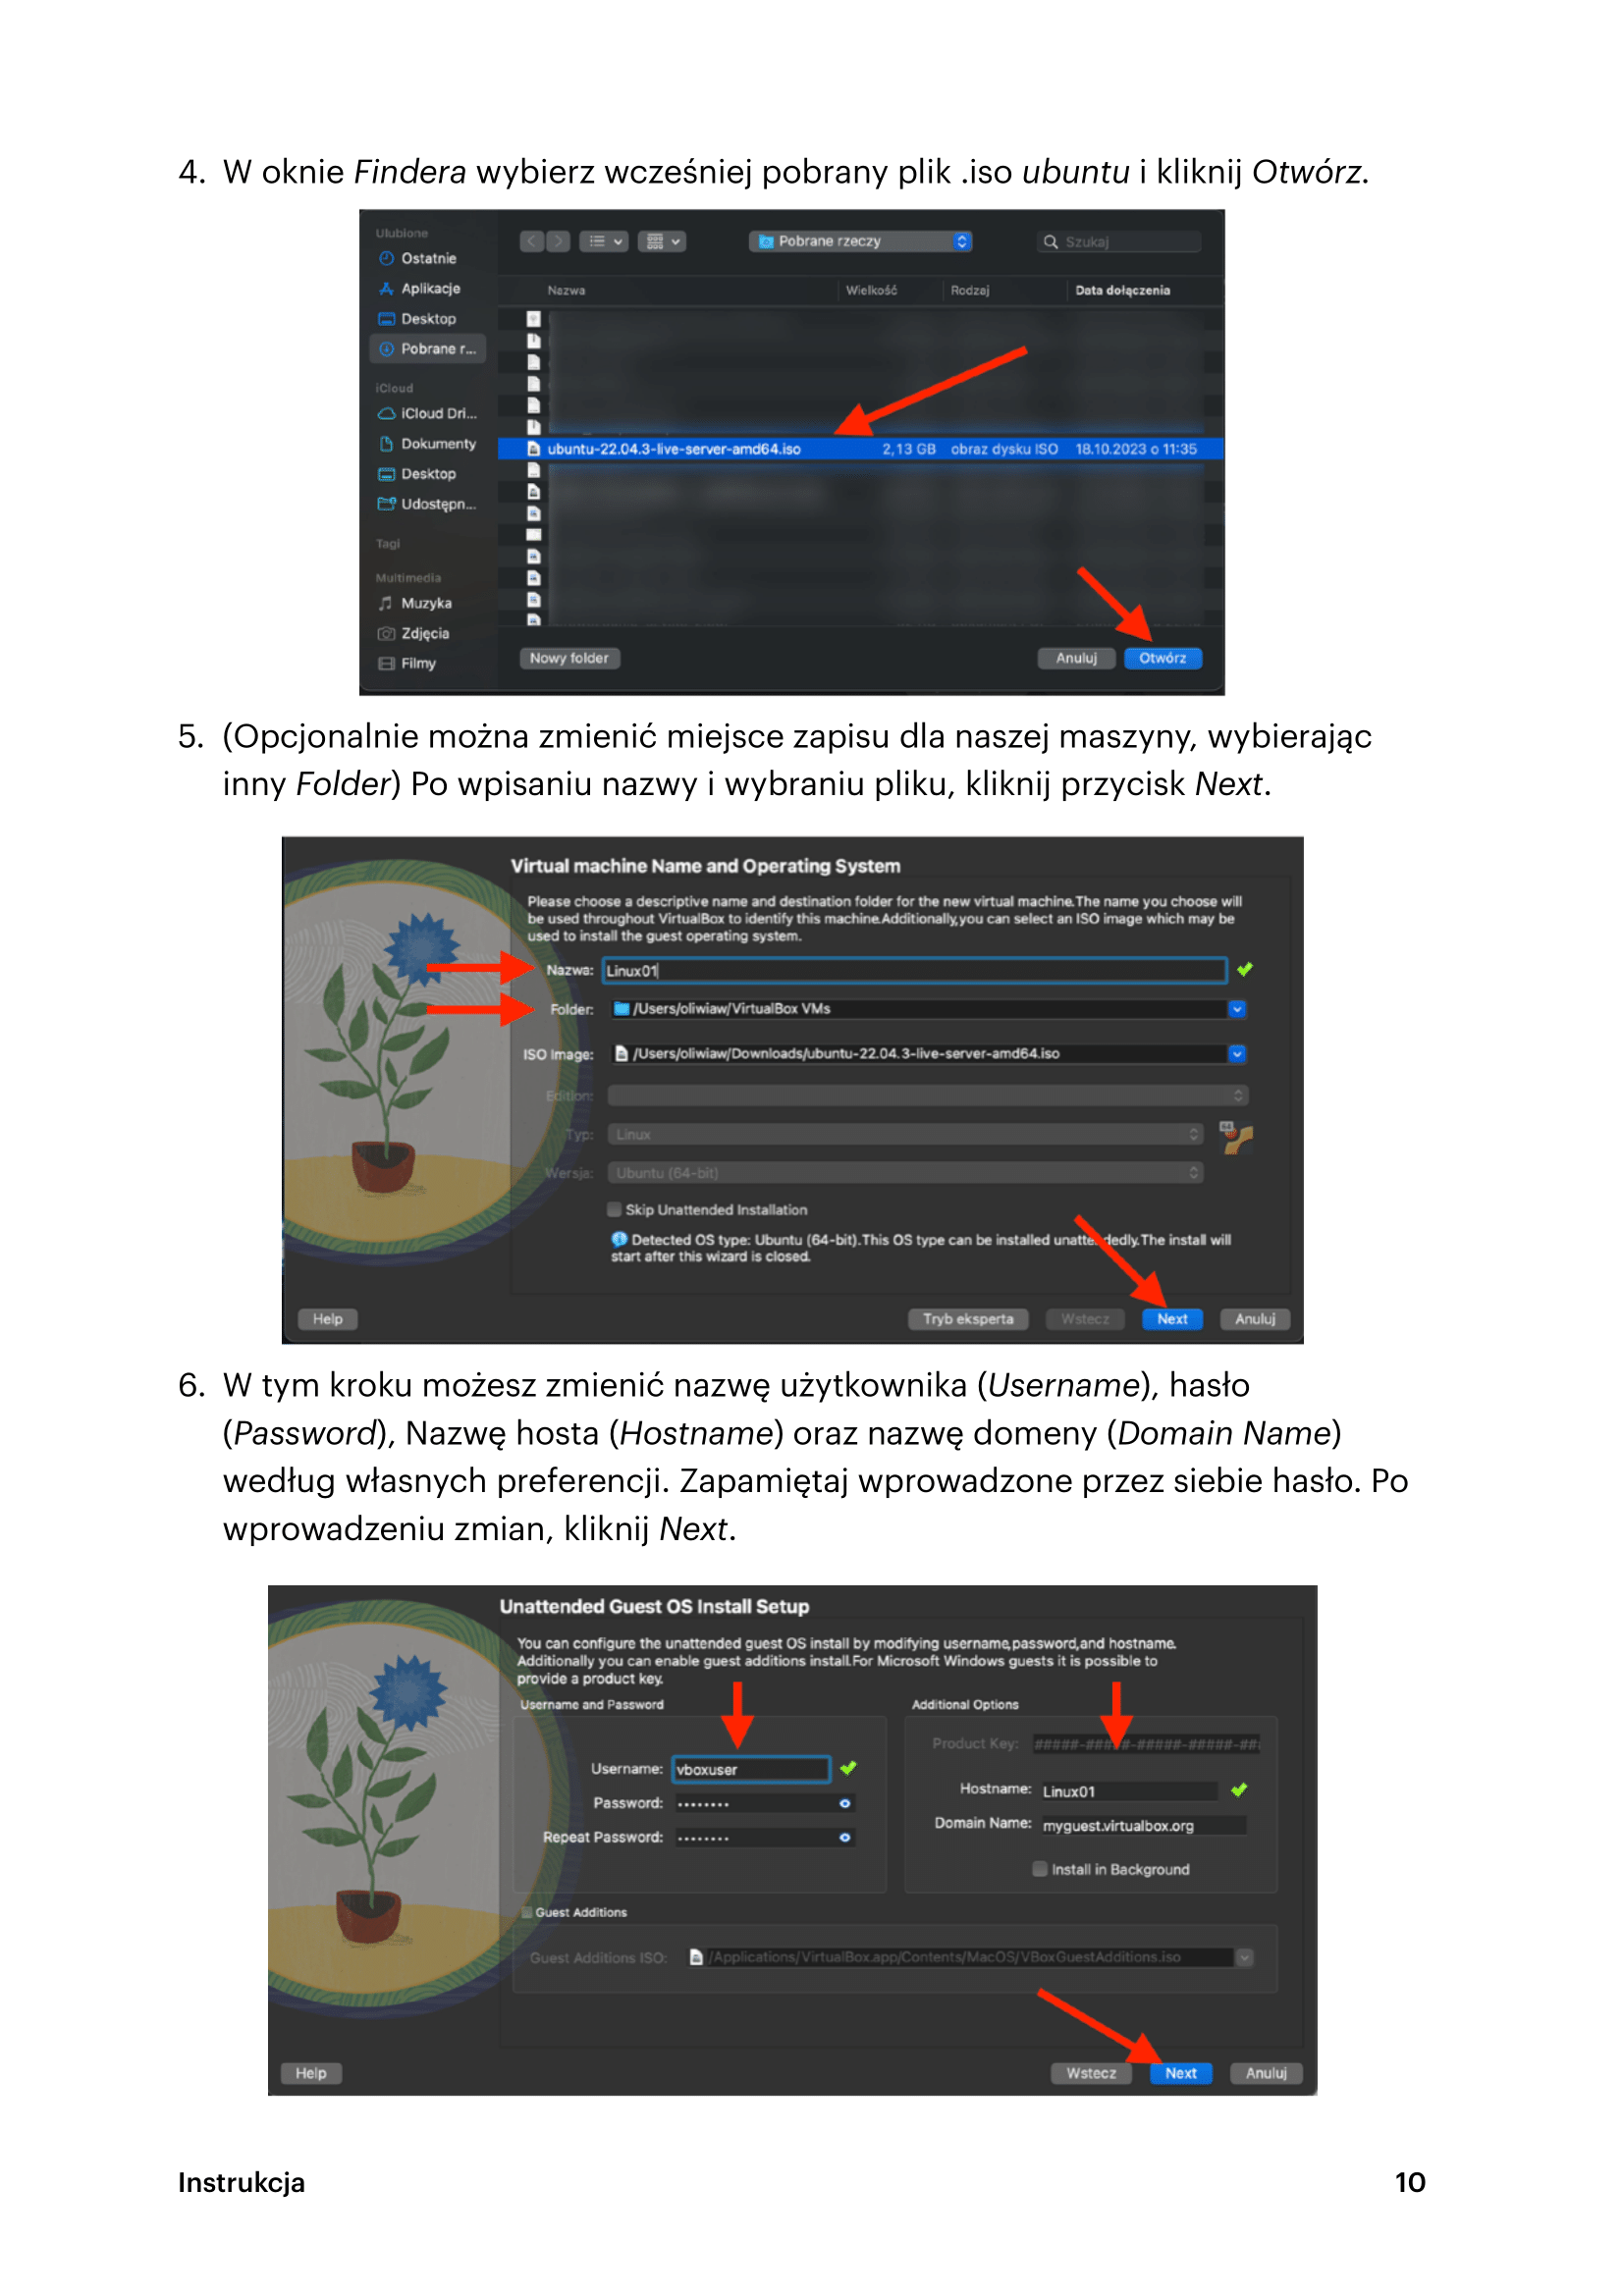 4. W oknie Findera wybierz wcześniej pobrany plik .iso ubuntu i kliknij Otwórz.
Ulubione
Ostatnie
Aplikacje
Desktop
Pobrane r...
iCloud
iCloud Dri...
Dokumenty
Desktop
Udostępn...
Tagi
Multimedia
Muzyka
Zdjęcia
Filmy
Pobrane rzeczy
Szukaj
Nazwa Wielkość Rodzaj Data dołączenia
ubuntu-22.04.3-live-server-amd64.iso 2,13 GB obraz dysku ISO 18.10.2023 o 11:35
Nowy folder Anuluj Otwórz
5. (Opcjonalnie można zmienić miejsce zapisu dla naszej maszyny, wybierając
inny Folder) Po wpisaniu nazwy i wybraniu pliku, kliknij przycisk Next.
Virtual machine Name and Operating System
Please choose a descriptive name and destination folder for the new virtual machine.The name you choose will
be used throughout VirtualBox to identify this machine.Additionally,you can select an ISO image which may be
used to install the guest operating system.
Nazwa: Linux01
Folder: /Users/oliwiaw/VirtualBox VMs
ISO Image: /Users/oliwiaw/Downloads/ubuntu-22.04.3-live-server-amd64.iso
Edition:
Typ: Linux
64
Wersja: Ubuntu (64-bit)
Skip Unattended Installation
Detected OS type: Ubuntu (64-bit).This OS type can be installed unattendedly.The install will
start after this wizard is closed.
Help Tryb eksperta Wstecz Next Anuluj
6. W tym kroku możesz zmienić nazwę użytkownika (Username), hasło
(Password), Nazwę hosta (Hostname) oraz nazwę domeny (Domain Name)
według własnych preferencji. Zapamiętaj wprowadzone przez siebie hasło. Po
wprowadzeniu zmian, kliknij Next.
Unattended Guest OS Install Setup
You can configure the unattended guest OS install by modifying username,password,and hostname.
Additionally you can enable guest additions install.For Microsoft Windows guests it is possible to
provide a product key.
Username and Password
Username: vboxuser
Password: ••••••••
Repeat Password: ••••••••
Additional Options
Product Key: #####-#####-#####-#####-###
Hostname: Linux01
Domain Name: myguest.virtualbox.org
Install in Background
Guest Additions
Guest Additions ISO: /Applications/VirtualBox.app/Contents/MacOS/VBoxGuestAdditions.iso
Help Wstecz Next Anuluj
Instrukcja 10